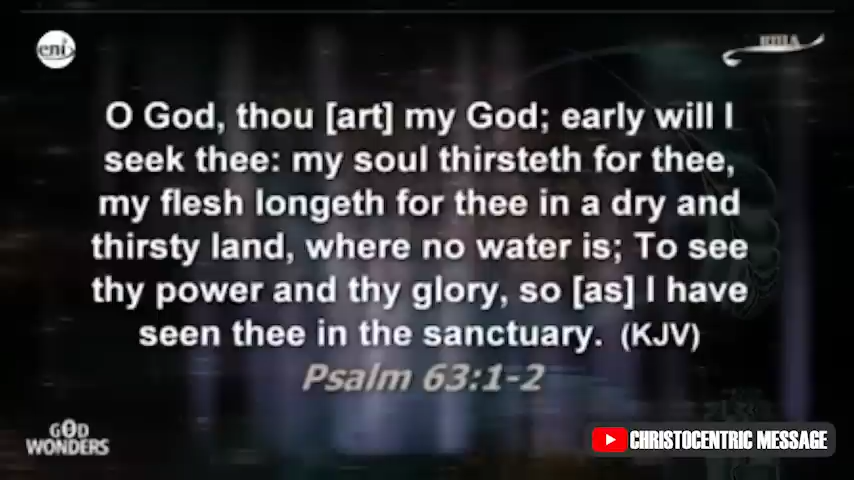 eni
O God, thou [art] my God; early will I
seek thee: my soul thirsteth for thee,
my flesh longeth for thee in a dry and
thirsty land, where no water is; To see
thy power and thy glory, so [as] I have
seen thee in the sanctuary. (KJV)
Psalm 63:1-2
GOD
WONDERS
CHRISTOCENTRIC MESSAGE